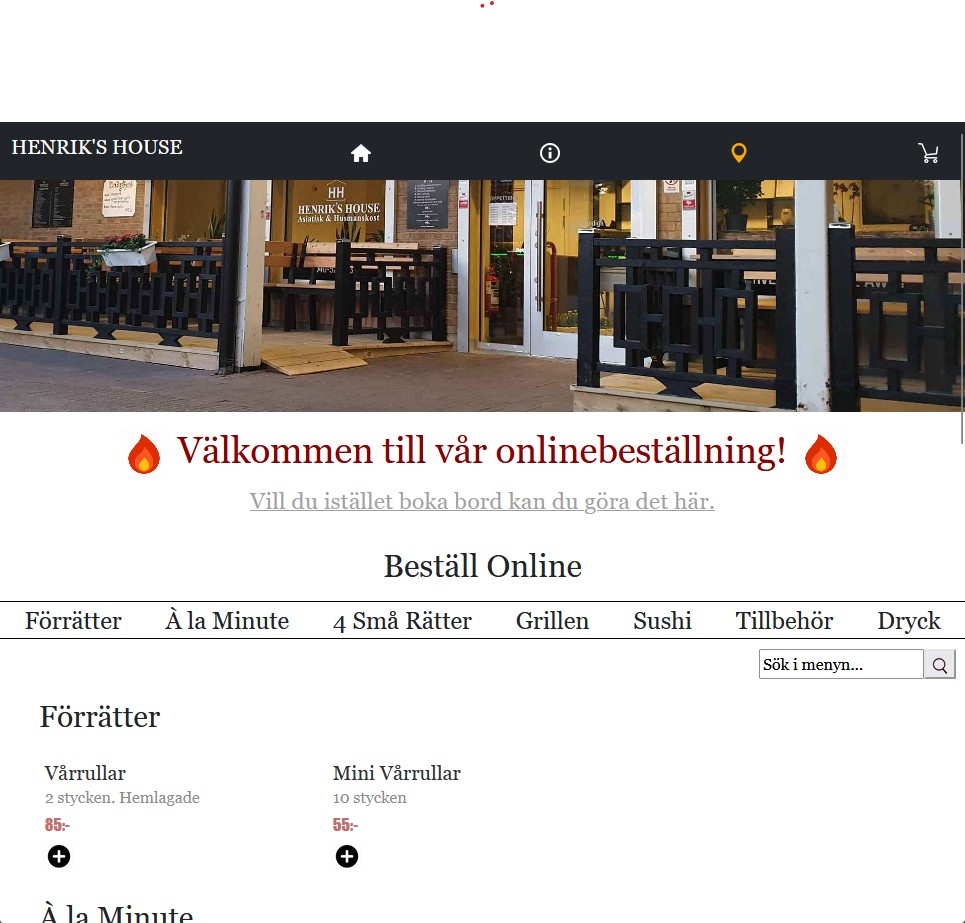 HENRIK'S HOUSE
HH
HENRIK'S HOUSE
Asiatisk & Husmanskost
Välkommen till vår onlinebeställning!
Vill du istället boka bord kan du göra det här.
Beställ Online
Förrätter À la Minute 4 Små Rätter Grillen Sushi Tillbehör Dryck
Sök i menyn...
Förrätter
Vårrullar Mini Vårrullar
2 stycken. Hemlagade 10 stycken
85:- 55:-
À la Minute